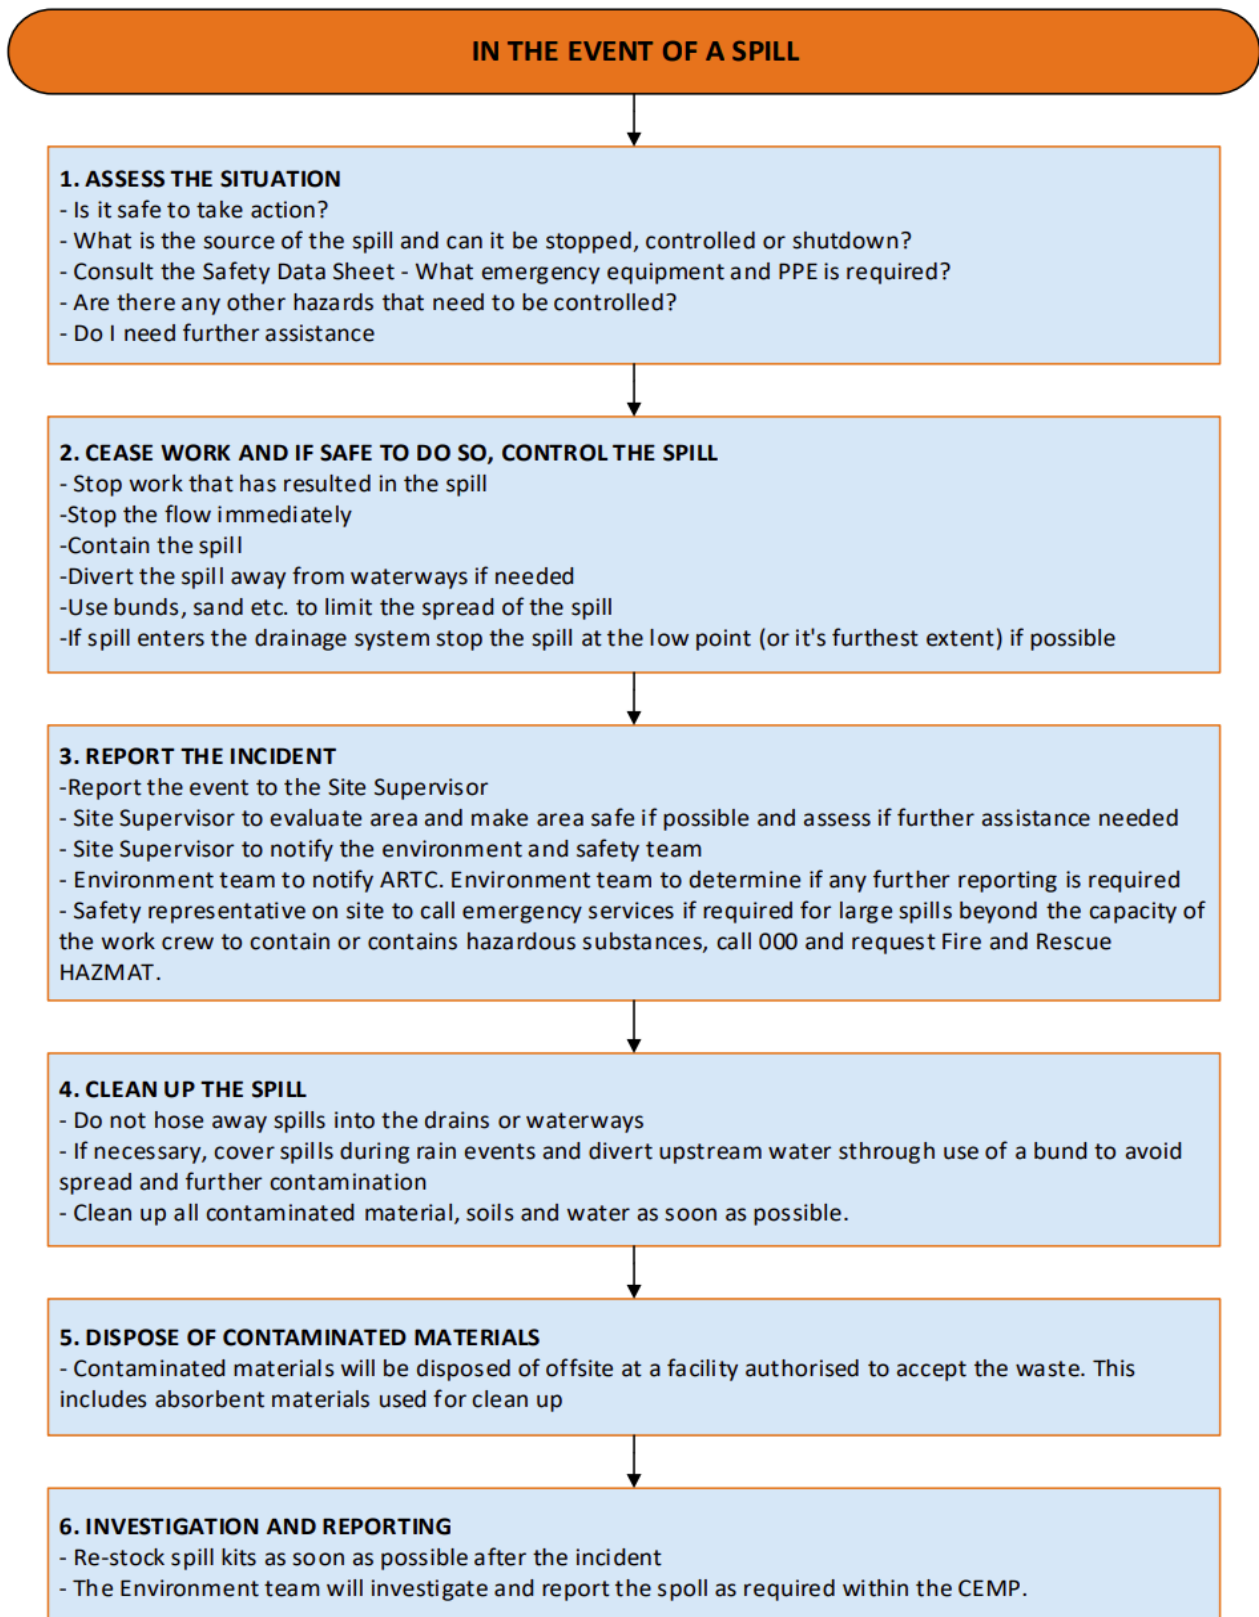 IN THE EVENT OF A SPILL
1. ASSESS THE SITUATION
- Is it safe to take action?
- What is the source of the spill and can it be stopped, controlled or shutdown?
- Consult the Safety Data Sheet - What emergency equipment and PPE is required?
- Are there any other hazards that need to be controlled?
- Do I need further assistance
2. CEASE WORK AND IF SAFE TO DO SO, CONTROL THE SPILL
- Stop work that has resulted in the spill
-Stop the flow immediately
-Contain the spill
-Divert the spill away from waterways if needed
-Use bunds, sand etc. to limit the spread of the spill
-If spill enters the drainage system stop the spill at the low point (or it's furthest extent) if possible
3. REPORT THE INCIDENT
-Report the event to the Site Supervisor
- Site Supervisor to evaluate area and make area safe if possible and assess if further assistance needed
- Site Supervisor to notify the environment and safety team
- Environment team to notify ARTC. Environment team to determine if any further reporting is required
- Safety representative on site to call emergency services if required for large spills beyond the capacity of
the work crew to contain or contains hazardous substances, call 000 and request Fire and Rescue
HAZMAT.
4. CLEAN UP THE SPILL
- Do not hose away spills into the drains or waterways
- If necessary, cover spills during rain events and divert upstream water sthrough use of a bund to avoid
spread and further contamination
- Clean up all contaminated material, soils and water as soon as possible.
5. DISPOSE OF CONTAMINATED MATERIALS
- Contaminated materials will be disposed of offsite at a facility authorised to accept the waste. This
includes absorbent materials used for clean up
6. INVESTIGATION AND REPORTING
- Re-stock spill kits as soon as possible after the incident
- The Environment team will investigate and report the spoll as required within the CEMP.